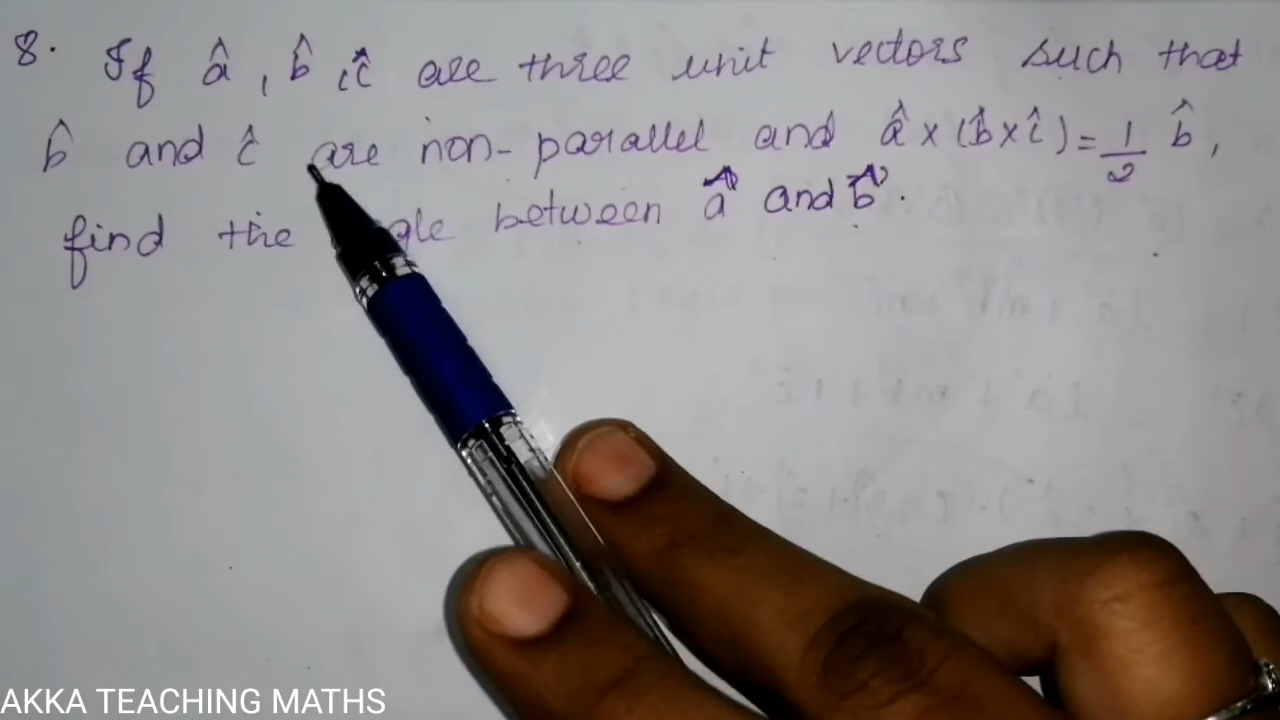 8. If â, b̂, ĉ are three unit vectors such that
b̂ and ĉ are non-parallel and â × (b̂ × ĉ) = 1/2 b̂,
find the between a and b.
AKKA TEACHING MATHS